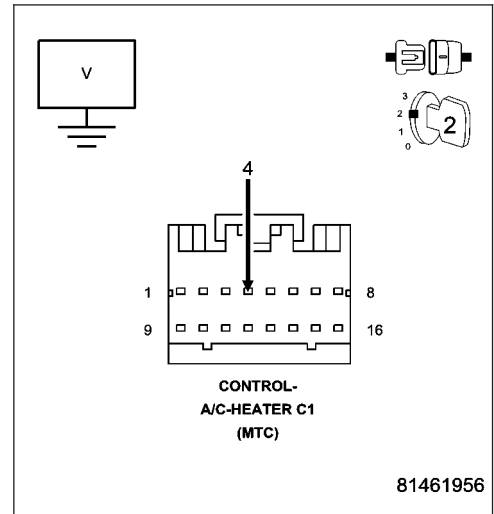 V
3
2
1
0
2
4
1
8
9
16
CONTROL-
A/C-HEATER C1
(MTC)
81461956